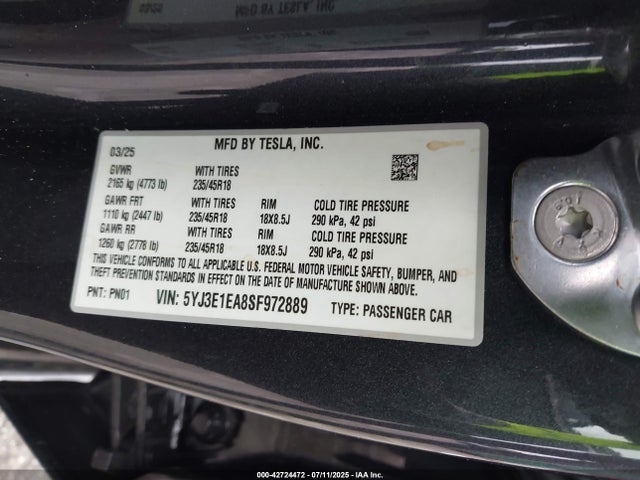 MFD BY TESLA, INC.
03/25
GVWR WITH TIRES
2165 kg (4773 lb) 235/45R18
GAWR FRT WITH TIRES RIM COLD TIRE PRESSURE
1110 kg (2447 lb) 235/45R18 18X8.5J 290 kPa, 42 psi
GAWR RR WITH TIRES RIM COLD TIRE PRESSURE
1260 kg (2778 lb) 235/45R18 18X8.5J 290 kPa, 42 psi
THIS VEHICLE CONFORMS TO ALL APPLICABLE U.S. FEDERAL MOTOR VEHICLE SAFETY, BUMPER, AND
THEFT PREVENTION STANDARDS IN EFFECT ON THE DATE OF MANUFACTURE SHOWN ABOVE.
PNT: PN01 VIN: 5YJ3E1EA8SF972889 TYPE: PASSENGER CAR
000-42724472 - 07/11/2025 - IAA Inc.